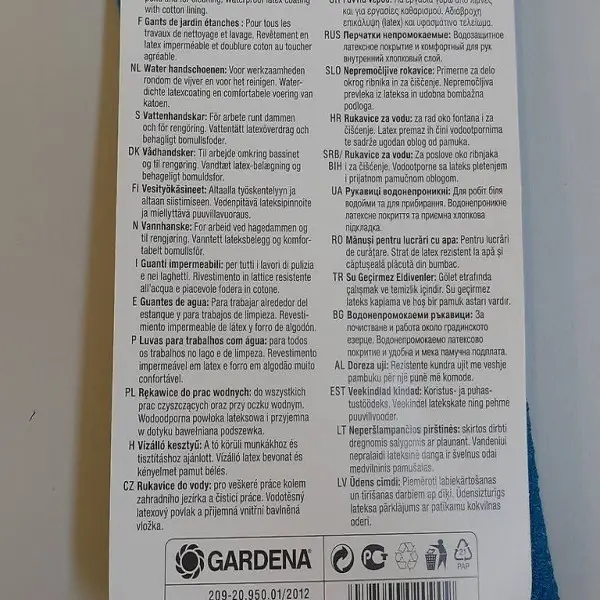 with cotton lining.
F Gants de jardin étanches : Pour tous les
travaux de nettoyage et lavage. Revêtement en
latex imperméable et doublure coton au toucher
agréable.
NL Water handschoenen: Voor werkzaamheden
rondom de vijver en voor het reinigen. Water-
dichte latexcoating en comfortabele voering van
katoen.
S Vattenhandskar: För arbete runt dammen
och för rengöring. Vattentätt latexöverdrag och
behagligt bomullsfoder.
DK Vådhandsker: Til arbejde omkring bassinet
og til rengøring. Vandtæt latex-belægning og
behageligt bomuldsfor.
FI Vesityökäsineet: Altaalla työskentelyyn ja
altaan siistimiseen. Vedenpitävä lateksipinnoite
ja miellyttävä puuvillavuoraus.
N Vannhanske: For arbeid ved hagedammen og
til rengjøring. Vanntett lateksbelegg og komfor-
tabelt bomullsfôr.
I Guanti impermeabili: per tutti i lavori di pulizia
e nei laghetti. Rivestimento in lattice resistente
all'acqua e piacevole fodera in cotone.
E Guantes de agua: Para trabajar alrededor del
estanque y para trabajos de limpieza. Revesti-
miento impermeable de látex y forro de algodón.
P Luvas para trabalhos com água: para todos
os trabalhos no lago e de limpeza. Revestimento
impermeável em látex e forro em algodão muito
confortável.
PL Rękawice do prac wodnych: do wszystkich
prac czyszczących oraz przy oczku wodnym.
Wodoodporna powłoka lateksowa i przyjemna
w dotyku bawełniana podszewka.
H Vízálló kesztyű: A tó körüli munkákhoz és
tisztításhoz ajánlott. Vízálló latex bevonat és
kényelmet pamut bélés.
CZ Rukavice do vody: pro veškeré práce kolem
zahradního jezírka a čisticí práce. Vodotěsný
latexový povlak a příjemná vnitřní bavlněná
vložka.
και για εργασίες καθαρισμού. Αδιάβροχη
επικάλυψη (latex) και υφασμάτινο τελείωμα.
RUS Перчатки непромокаемые: Водозащитное
латексное покрытие и комфортный для рук
внутренний хлопковый слой.
SLO Nepremočljive rokavice: Primerne za delo
okrog ribnika in za čiščenje. Nepremočljiva
prevleka iz lateksa in udobna bombažna
podloga.
HR Rukavice za vodu: za rad oko fontana i za
čišćenje. Latex premaz ih čini vodootpornima
te sadrže ugodan oblog od pamuka.
SRB/ Rukavice za vodu: Za poslove oko ribnjaka
BIH i za čišćenje. Vodootporne sa lateks pletenjem
i prijatnom pamučnom oblogom.
UA Рукавиці водонепроникні: Для робіт біля
водойми та для прибирання. Водонепроникне
латексне покриття та приємна хлопкова
підкладка.
RO Mănuşi pentru lucrări cu apa: Pentru lucrări
de curăţare. Strat de latex rezistent la apă şi
căptuşeală plăcută din bumbac.
TR Su Geçirmez Eldivenler: Gölet etrafında
çalışmak ve temizlik içindir. Su geçirmez
lateks kaplama ve hoş bir pamuk astarı vardır.
BG Водонепромокаеми ръкавици: За
почистване и работа около градинското
езерце. Водонепромокаемо латексово
покритие и удобна и мека памучна подплата.
AL Doreza uji: Rezistente kundra ujit me veshje
pambuku për një punë më komode.
EST Veekindlad kindad: Koristus- ja puhas-
tustöödeks. Veekindel latekskate ning pehme
puuvillvooder.
LT Neperšlampančios pirštinės: skirtos dirbti
drėgnomis salygomis ar plaunant. Vandeniui
nepralaidi lateksinė danga ir švelnus odai
medvilninis pamušalas.
LV Ūdens cimdi: Piemēroti labiekārtošanas
un tīrīšanas darbiem ap dīķi. Ūdensizturīgs
lateksa pārklājums ar patīkamu kokvilnas
oderi.
GARDENA
PAP
209-20.950.01/2012